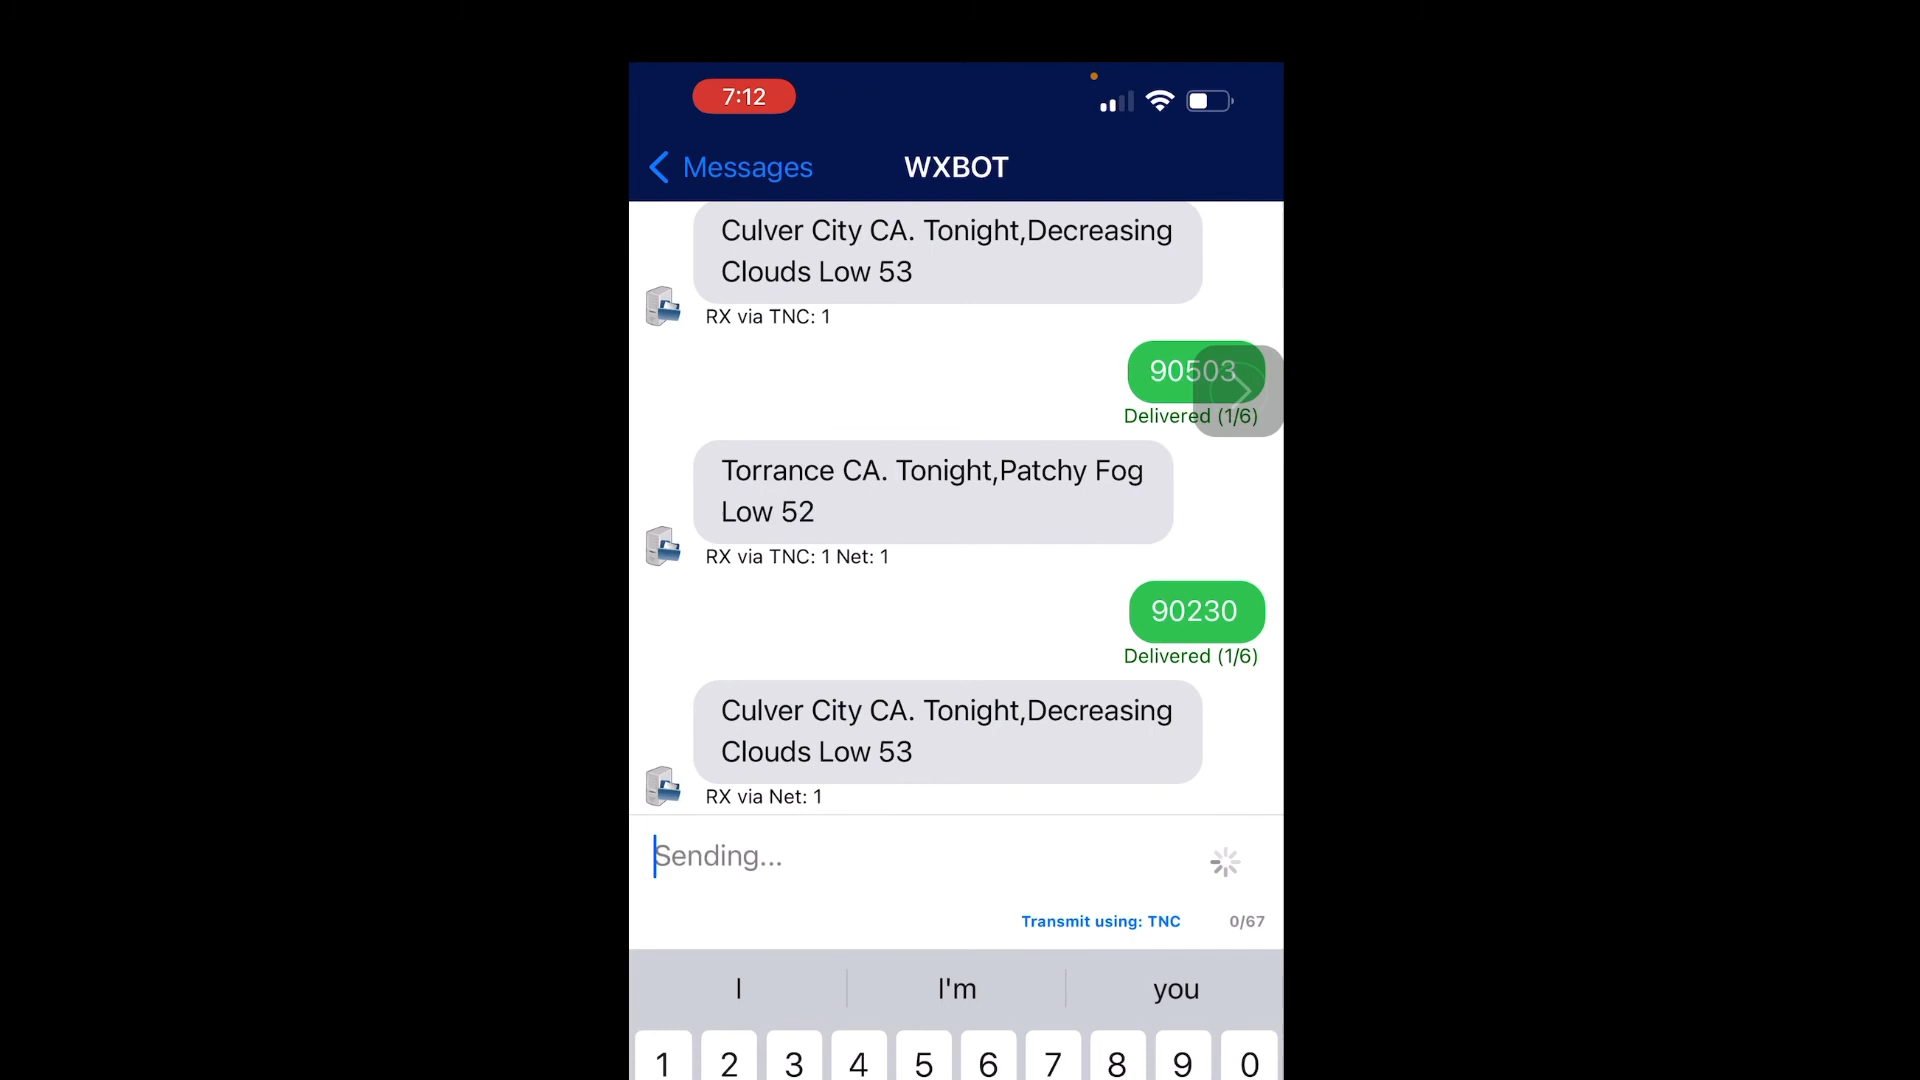 7:12
Messages
WXBOT
Culver City CA. Tonight,Decreasing
Clouds Low 53
RX via TNC: 1
90503
Delivered (1/6)
Torrance CA. Tonight,Patchy Fog
Low 52
RX via TNC: 1 Net: 1
90230
Delivered (1/6)
Culver City CA. Tonight,Decreasing
Clouds Low 53
RX via Net: 1
Sending...
Transmit using: TNC 0/67
I I'm you
1 2 3 4 5 6 7 8 9 0